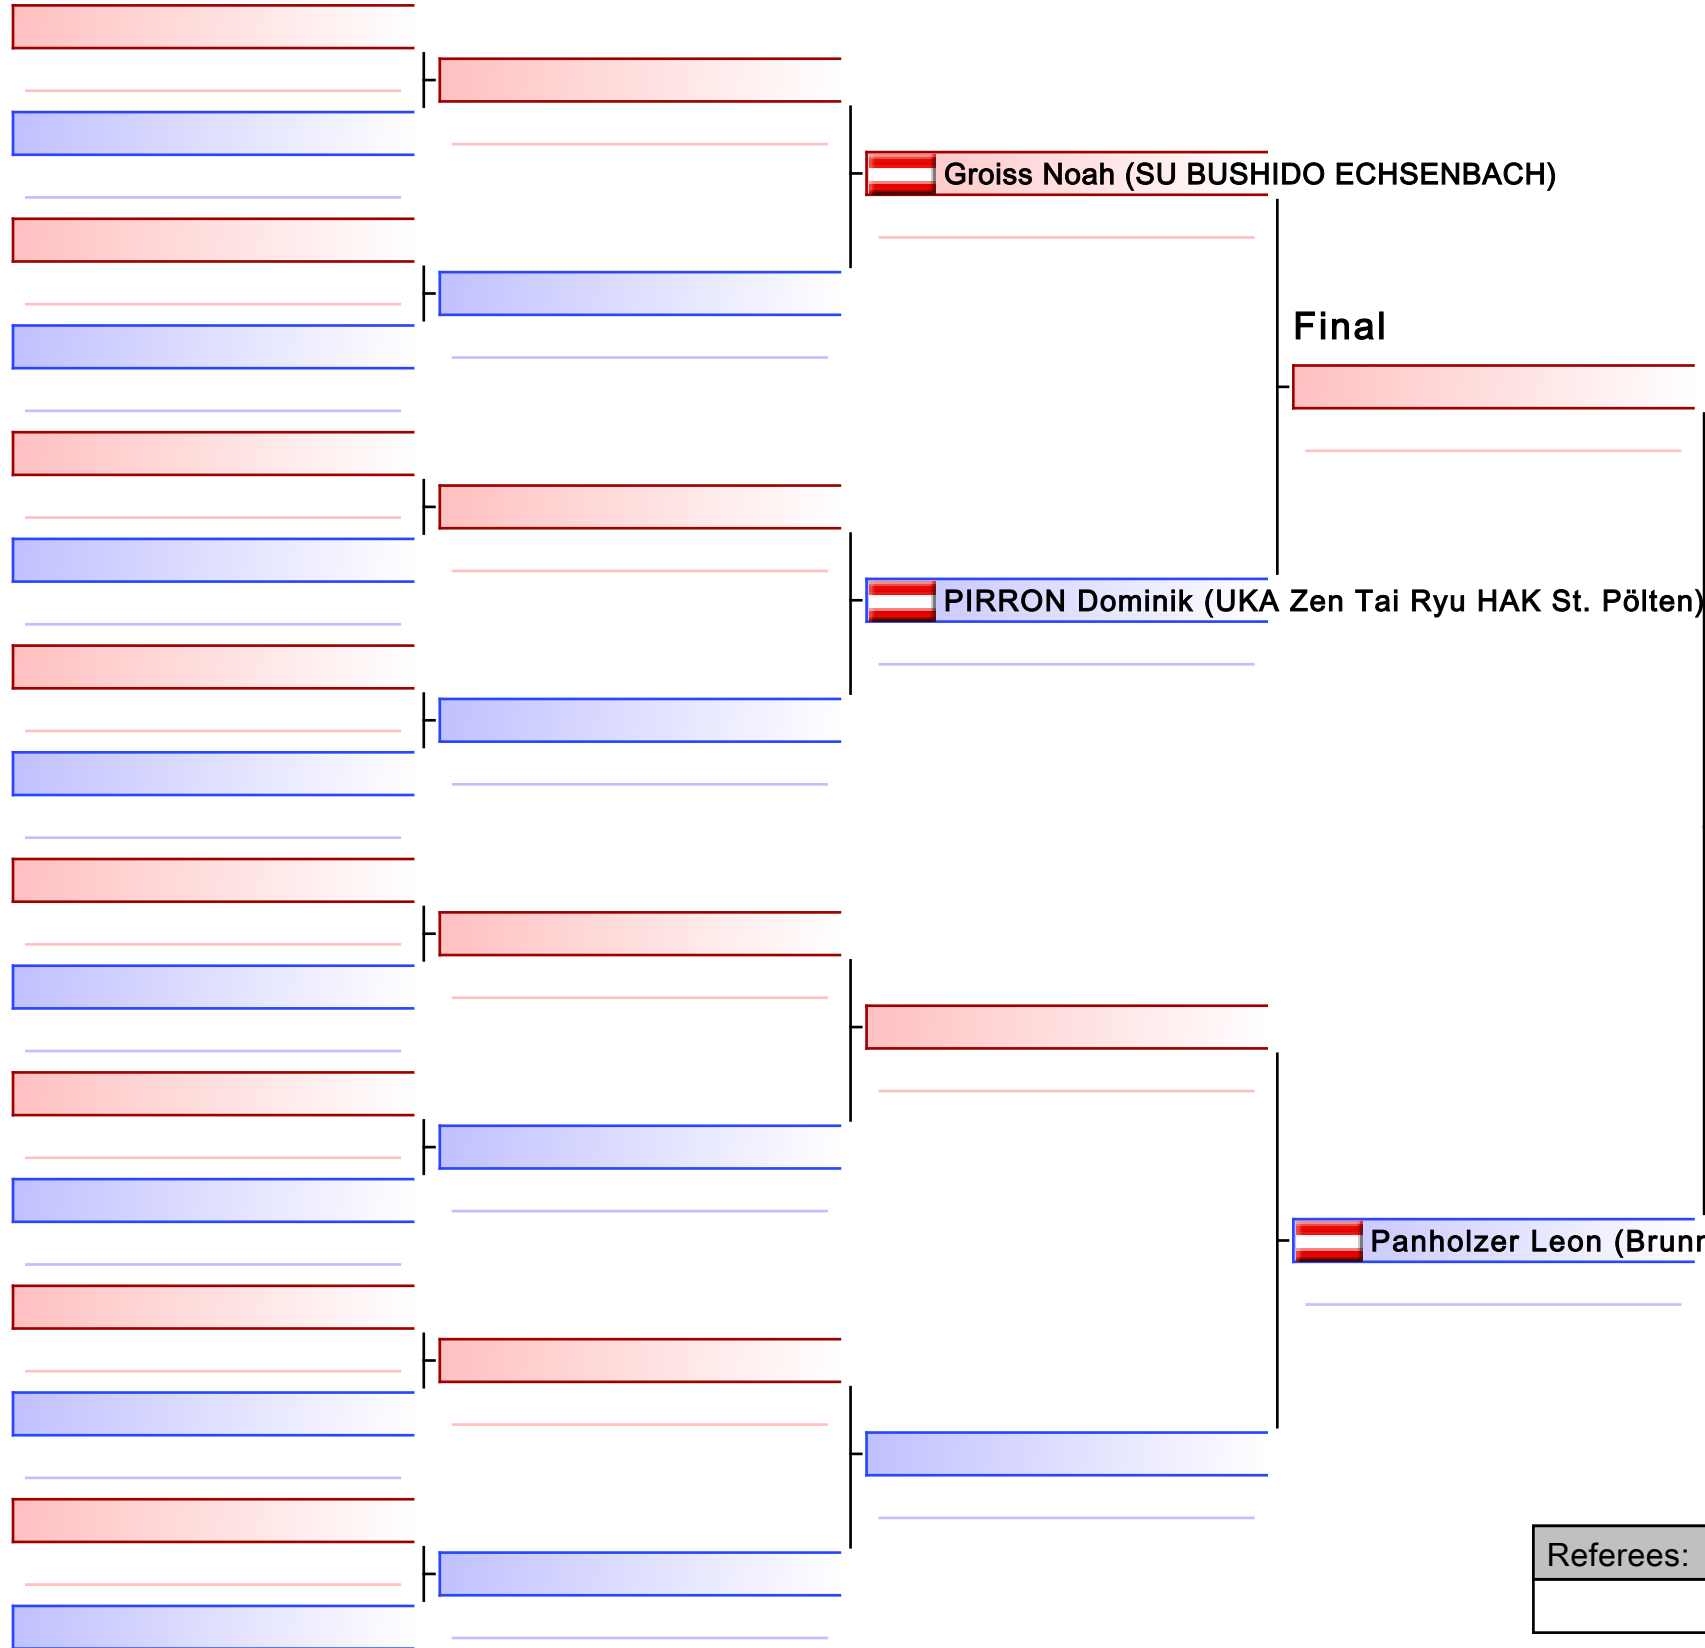 Groiss Noah (SU BUSHIDO ECHSENBACH)
Final
PIRRON Dominik (UKA Zen Tai Ryu HAK St. Pölten)
Panholzer Leon
Referees: